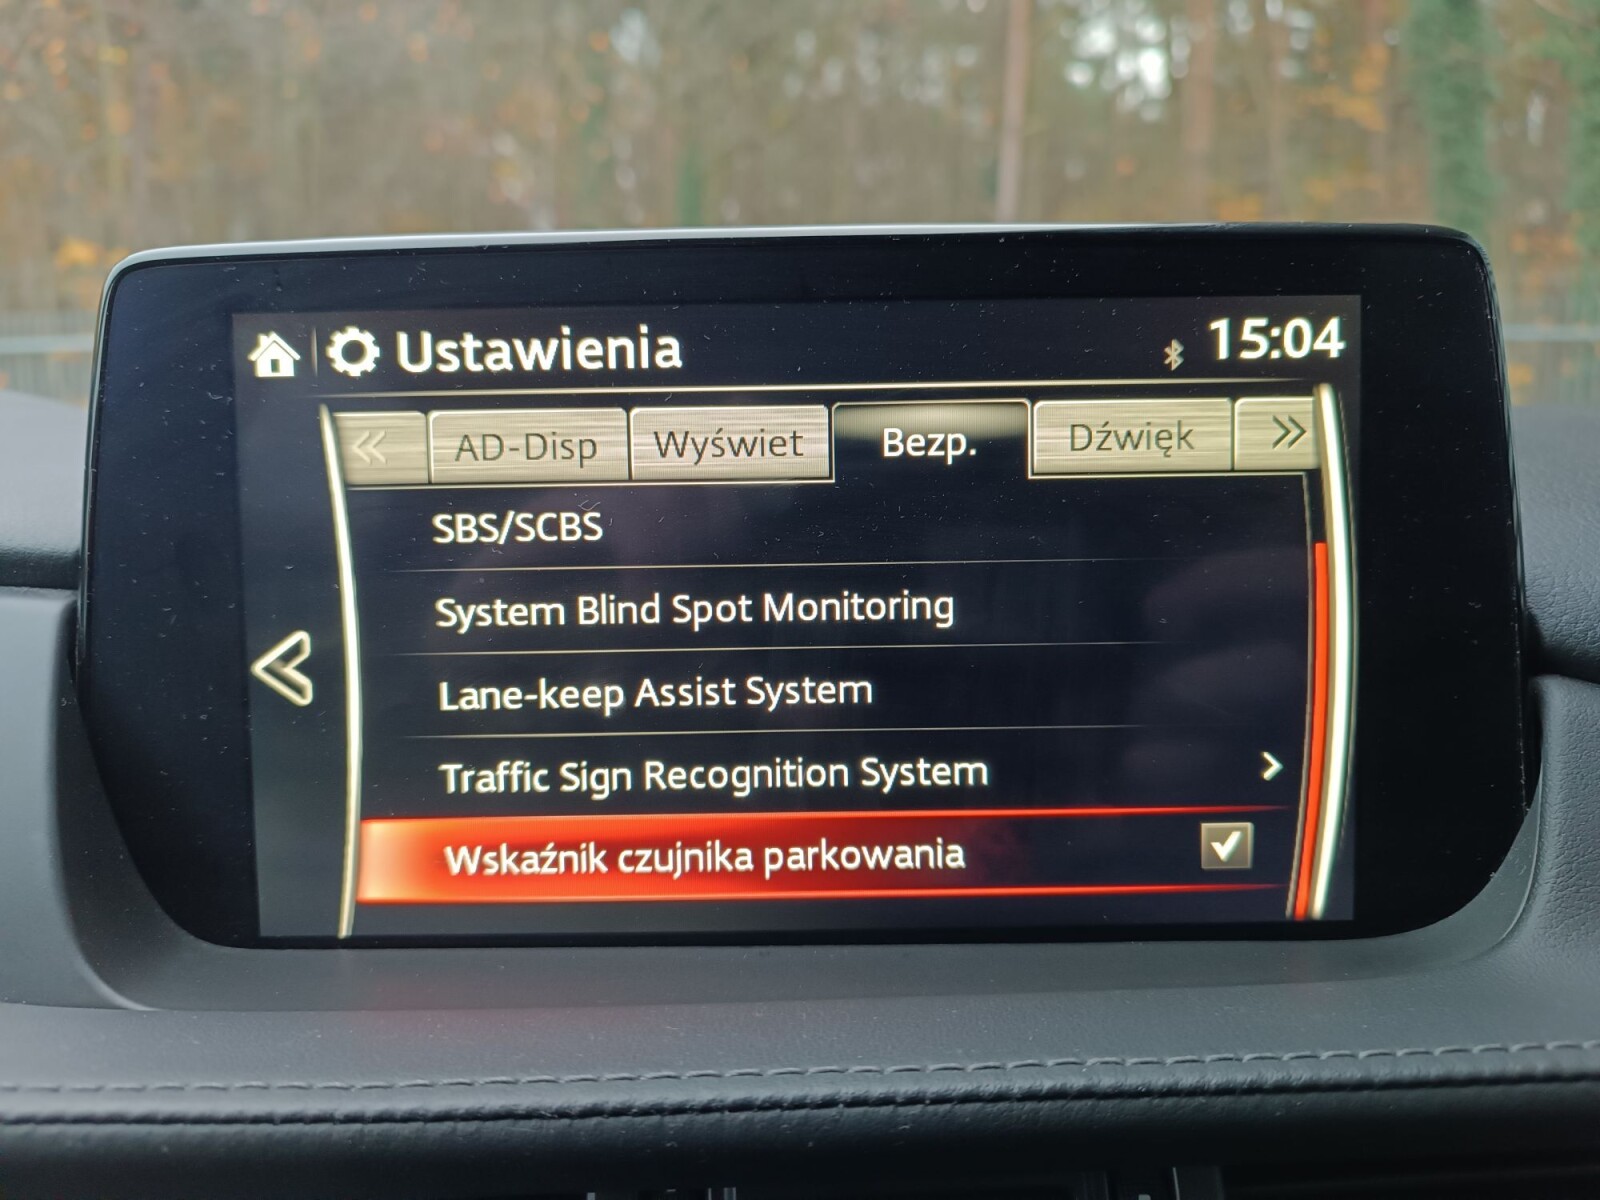 Ustawienia
15:04
AD-Disp
Wyświet
Bezp.
Dźwięk
SBS/SCBS
System Blind Spot Monitoring
Lane-keep Assist System
Traffic Sign Recognition System
Wskaźnik czujnika parkowania